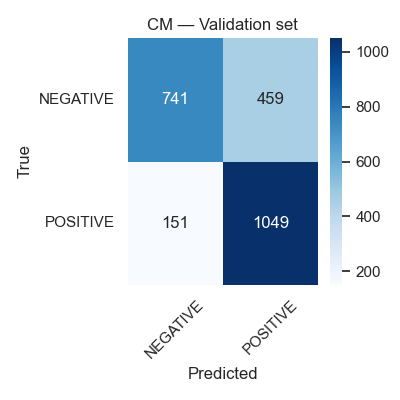 CM — Validation set
NEGATIVE
741
459
POSITIVE
151
1049
True
NEGATIVE
POSITIVE
Predicted
1000
800
600
400
200